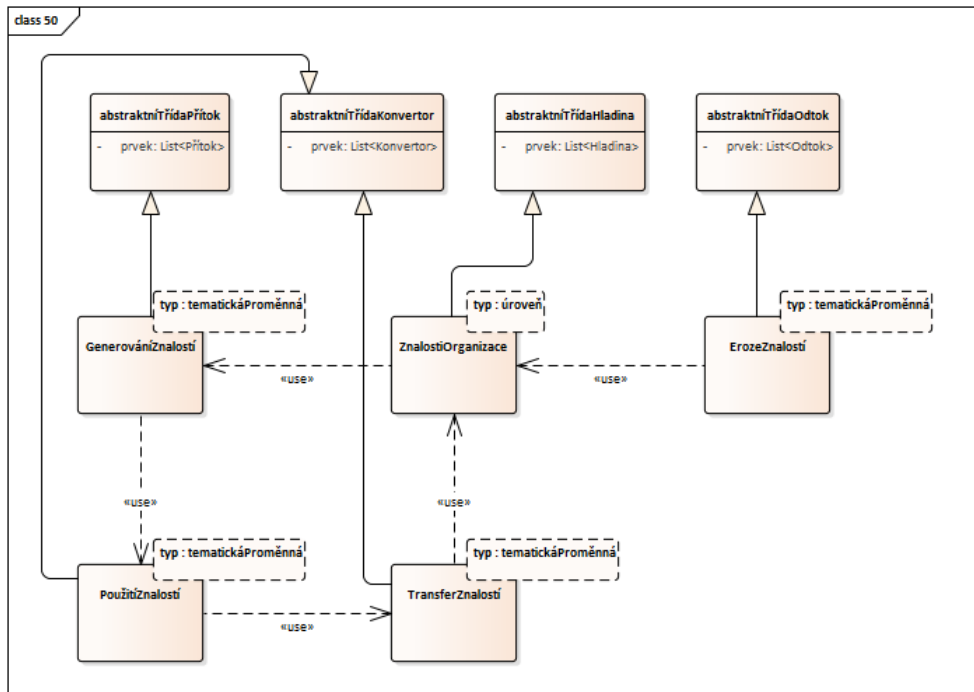 class 50
abstraktníTřídaPřítok
- prvek: List<Přítok>
abstraktníTřídaKonvertor
- prvek: List<Konvertor>
abstraktníTřídaHladina
- prvek: List<Hladina>
abstraktníTřídaOdtok
- prvek: List<Odtok>
typ : tematickáProměnná
GenerováníZnalostí
typ : úroveň
ZnalostiOrganizace
typ : tematickáProměnná
ErozeZnalostí
«use»
«use»
«use»
«use»
typ : tematickáProměnná
PoužitíZnalostí
typ : tematickáProměnná
TransferZnalostí
«use»